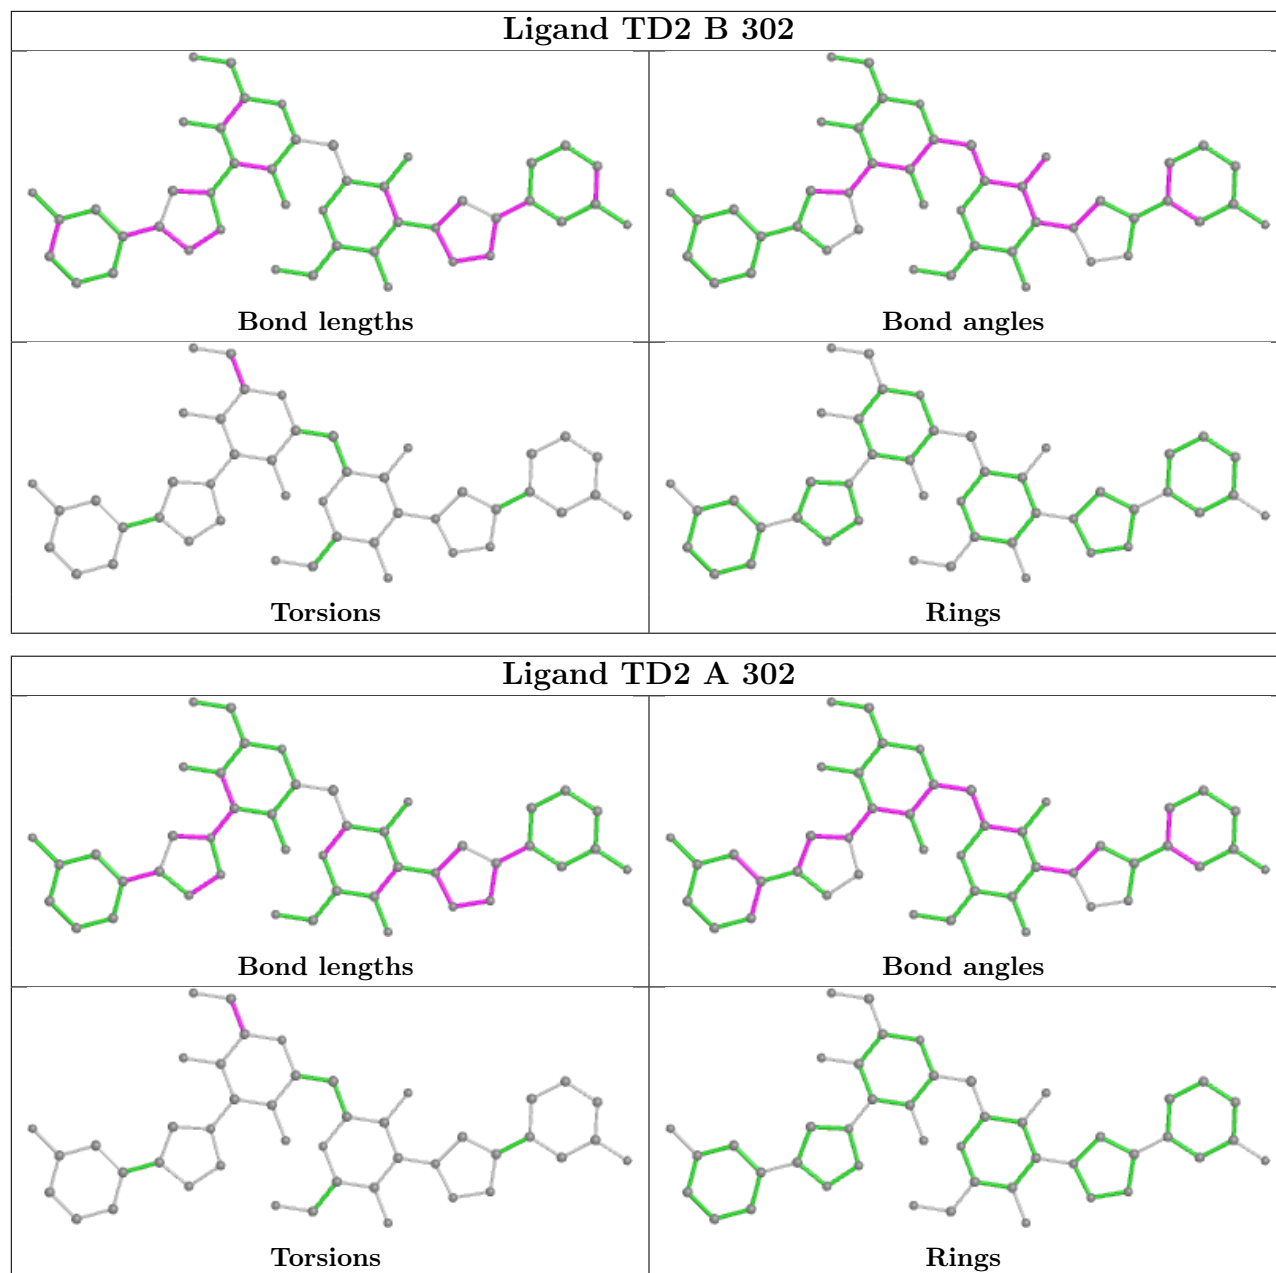 Ligand TD2 B 302
Bond lengths
Bond angles
Torsions
Rings
Ligand TD2 A 302
Bond lengths
Bond angles
Torsions
Rings